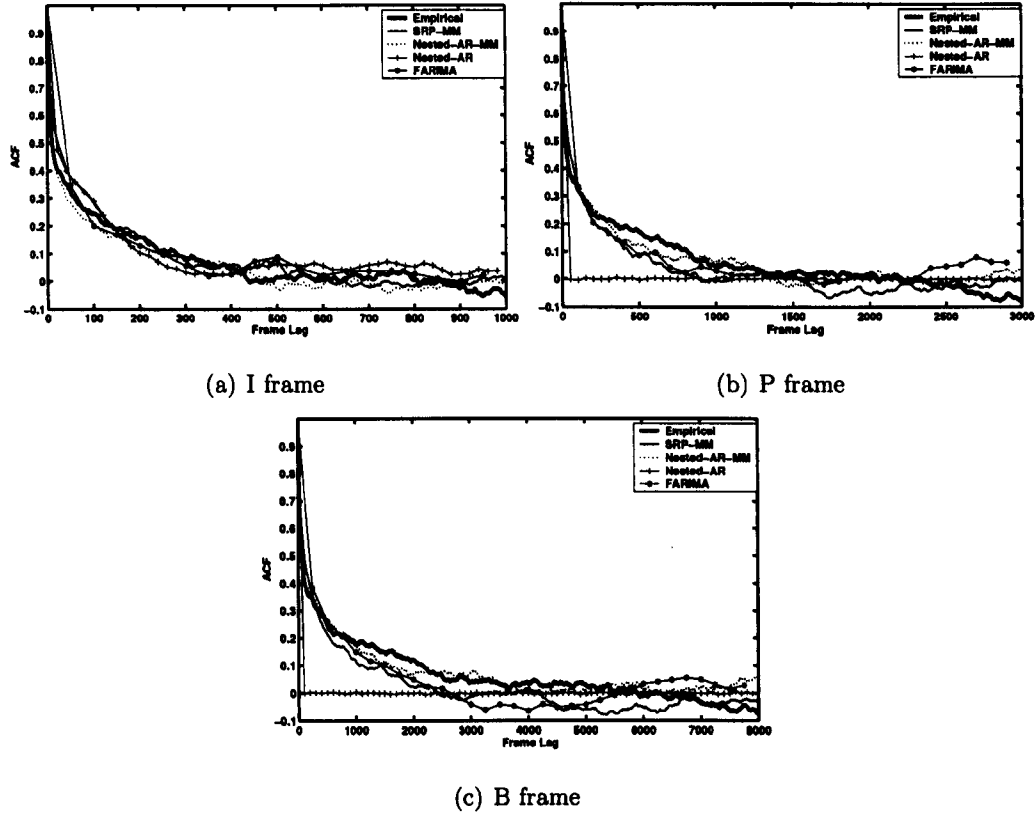 Empirical
SRP-MM
Nested-AR-MM
Nested-AR
FARIMA
0.9
0.8
0.7
0.6
0.5
0.4
0.3
0.2
0.1
0
-0.1
ACF
0 100 200 300 400 500 600 700 800 900 1000
Frame Lag
(a) I frame
Empirical
SRP-MM
Nested-AR-MM
Nested-AR
FARIMA
0.9
0.8
0.7
0.6
0.5
0.4
0.3
0.2
0.1
0
-0.1
ACF
0 500 1000 1500 2000 2500 3000
Frame Lag
(b) P frame
Empirical
SRP-MM
Nested-AR-MM
Nested-AR
FARIMA
0.9
0.8
0.7
0.6
0.5
0.4
0.3
0.2
0.1
0
-0.1
ACF
0 1000 2000 3000 4000 5000 6000 7000 8000
Frame Lag
(c) B frame